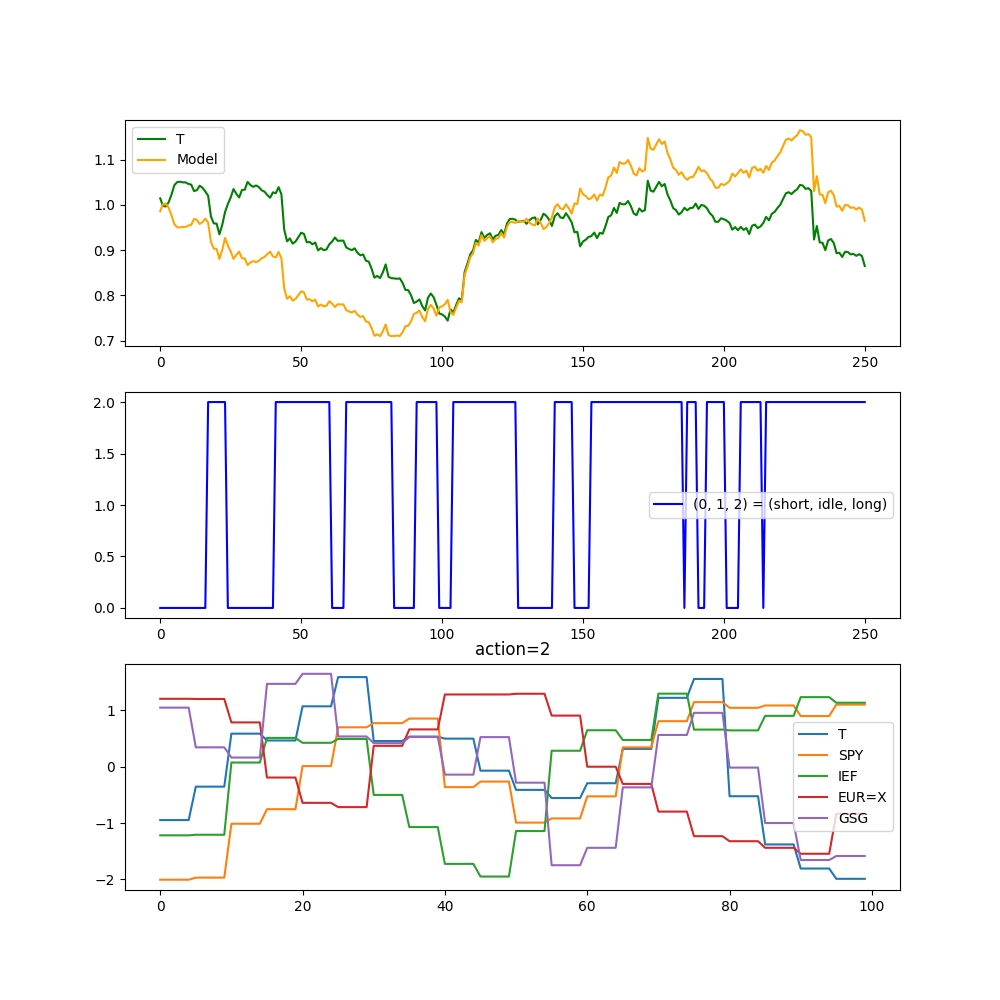 T
Model
1.1
1.0
0.9
0.8
0.7
0 50 100 150 200 250
2.0
1.5
1.0
0.5
0.0
(0, 1, 2) = (short, idle, long)
0 50 100 150 200 250
action=2
1
0
−1
−2
T
SPY
IEF
EUR=X
GSG
0 20 40 60 80 100